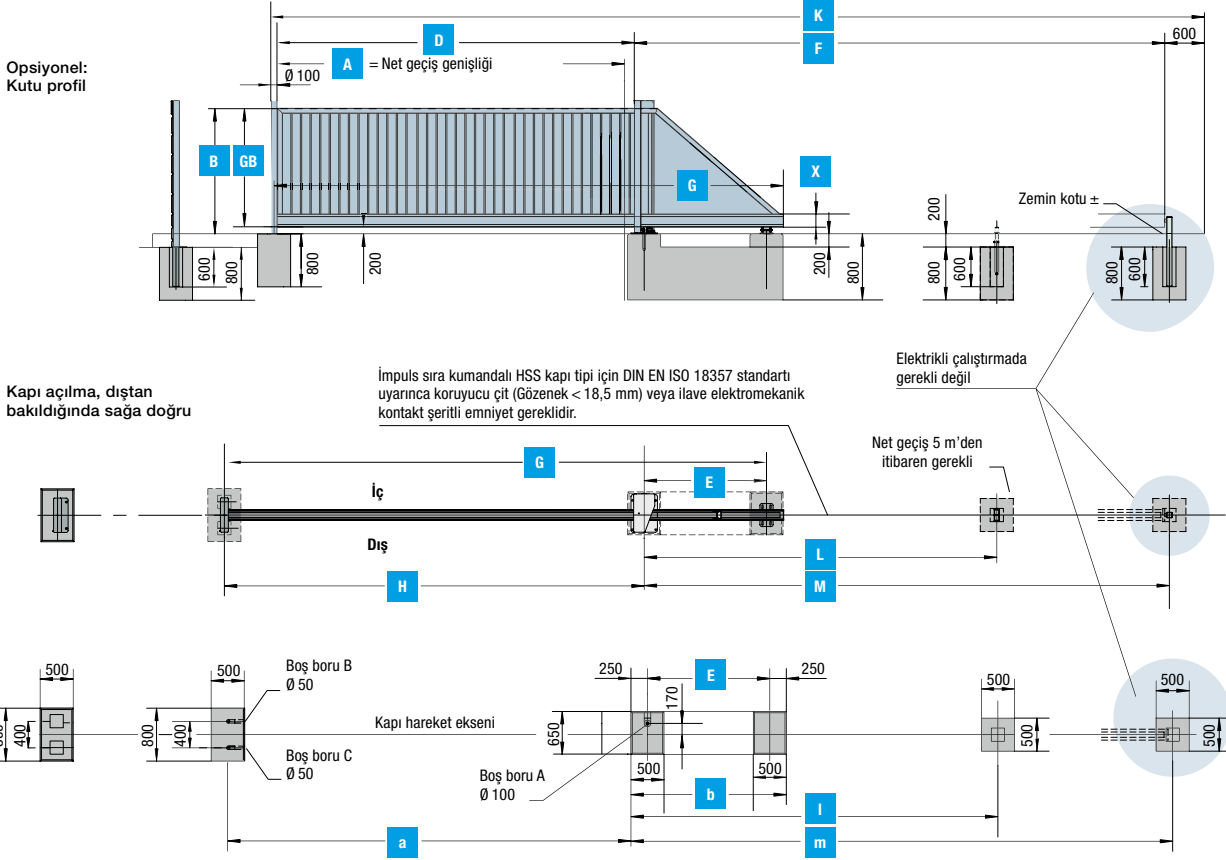 K
D
F
600
Opsiyonel:
Kutu profil
A = Net geçiş genişliği
Ø 100
B
GB
G
X
Zemin kotu ±
200
600
800
800
200
200
800
800
600
800
600
Kapı açılma, dıştan
bakıldığında sağa doğru
İmpuls sıra kumandalı HSS kapı tipi için DIN EN ISO 18357 standartı
uyarınca koruyucu çit (Gözenek < 18,5 mm) veya ilave elektromekanik
kontakt şeritli emniyet gereklidir.
Elektrikli çalıştırmada
gerekli değil
Net geçiş 5 m'den
itibaren gerekli
G
E
İç
Dış
L
H
M
500
500
Boş boru B
Ø 50
250
E
250
170
500
500
400
800
400
Kapı hareket ekseni
650
500
500
Boş boru C
Ø 50
Boş boru A
Ø 100
500
500
b
l
a
m